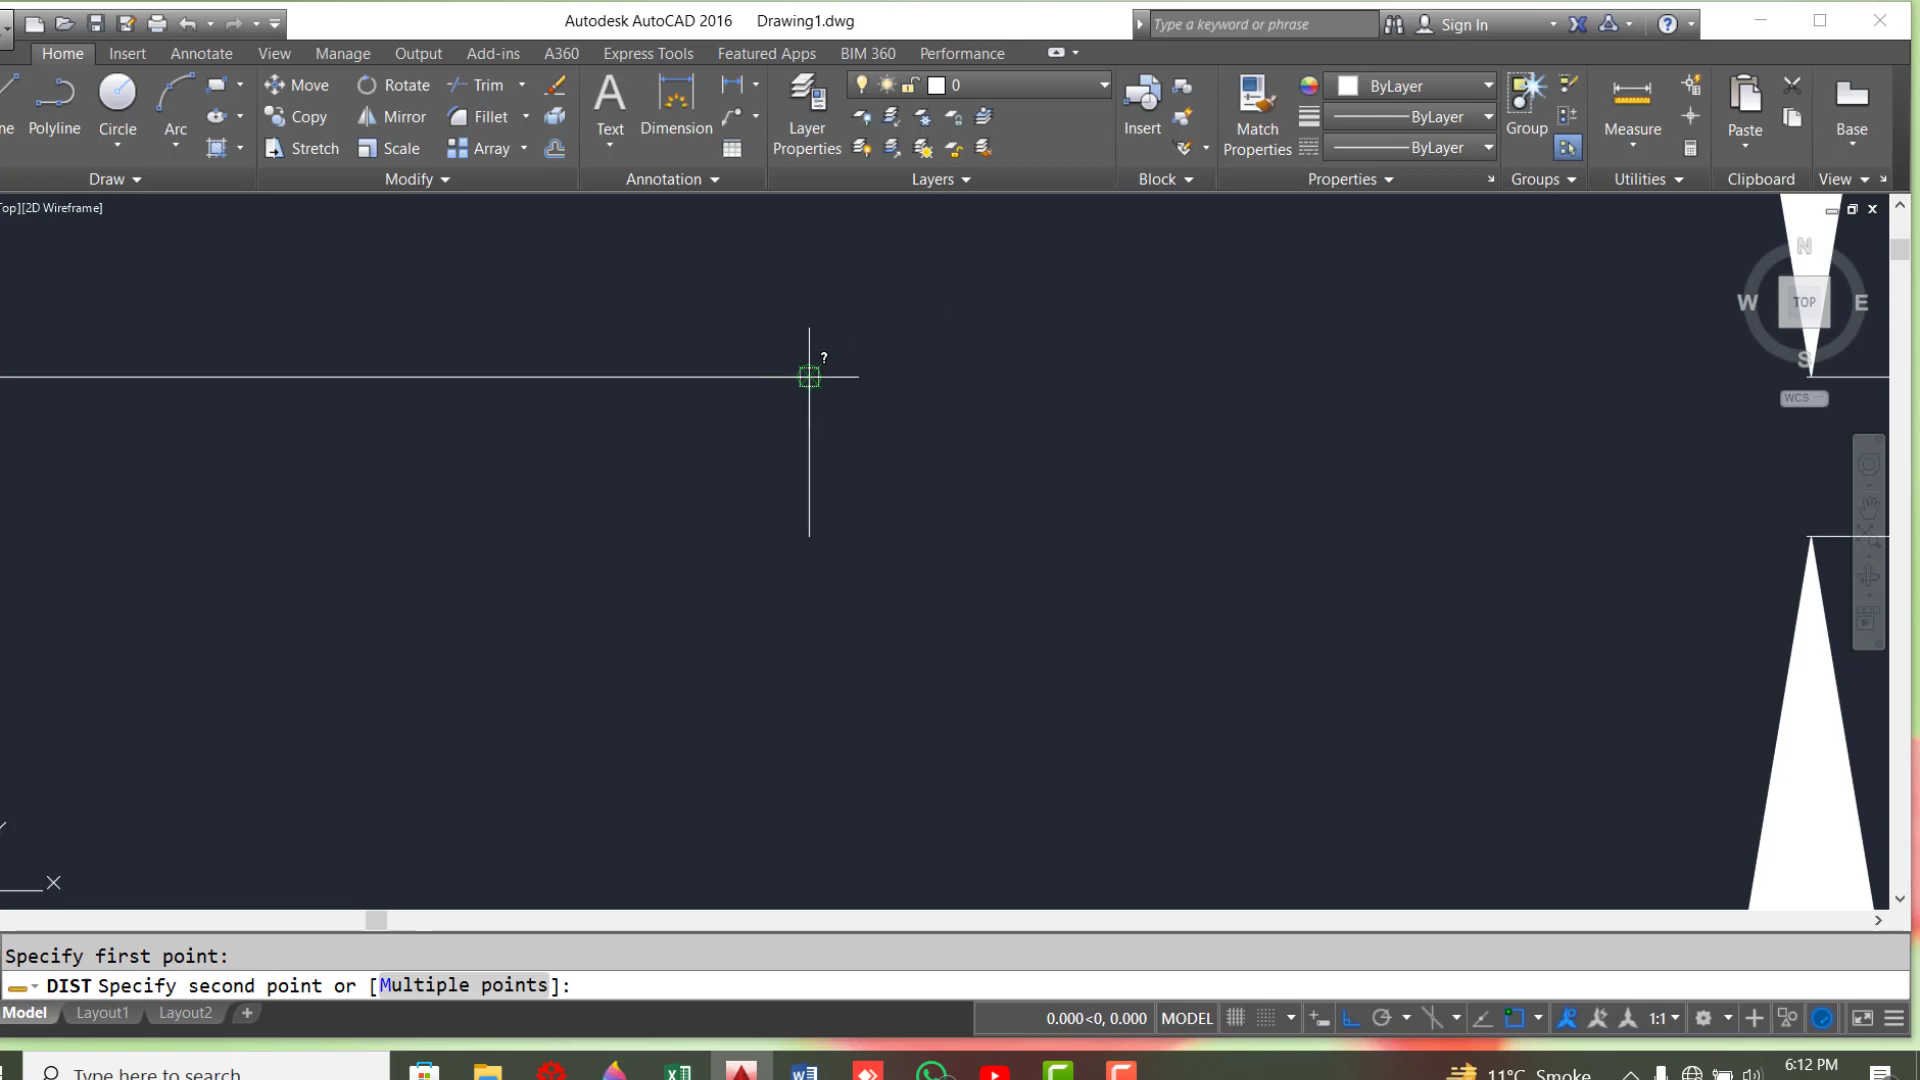 Autodesk AutoCAD 2016 Drawing1.dwg
Type a keyword or phrase
Sign In
Home Insert Annotate View Manage Output Add-ins A360 Express Tools Featured Apps BIM 360 Performance
Move Rotate Trim
Copy Mirror Fillet
Stretch Scale Array
Polyline Circle Arc
Text Dimension
Layer Properties
0
Insert
Match Properties
ByLayer
ByLayer
ByLayer
Group
Measure
Paste
Base
Draw Modify Annotation Layers Block Properties Groups Utilities Clipboard View
Top][2D Wireframe]
?
N
W TOP E
S
WCS
X
Specify first point:
DIST Specify second point or [Multiple points]:
Model Layout1 Layout2 +
0.000<0, 0.000 MODEL 1:1
Type here to search
11°C Smoke
6:12 PM